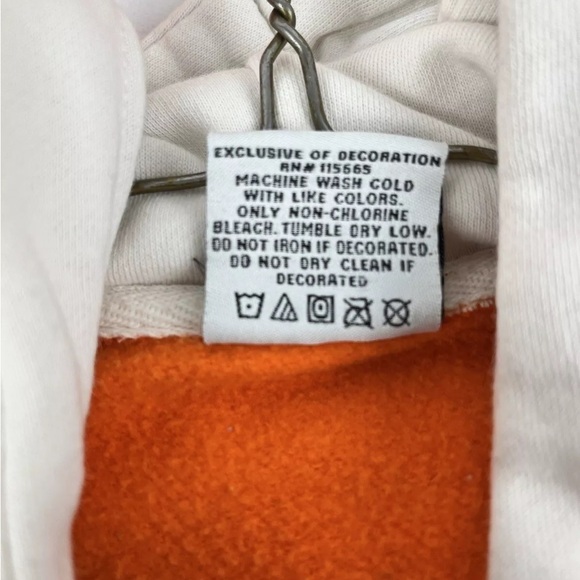 EXCLUSIVE OF DECORATION
RN# 115665
MACHINE WASH COLD
WITH LIKE COLORS.
ONLY NON-CHLORINE
BLEACH. TUMBLE DRY LOW.
DO NOT IRON IF DECORATED.
DO NOT DRY CLEAN IF
DECORATED